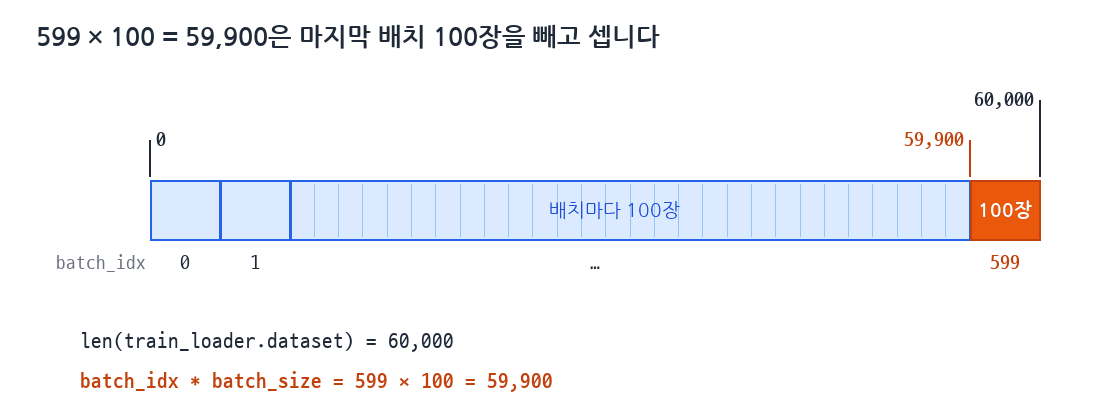 599 × 100 = 59,900은 마지막 배치 100장을 빼고 셉니다
60,000
0
59,900
배치마다 100장
100장
batch_idx 0 1 … 599
len(train_loader.dataset) = 60,000
batch_idx * batch_size = 599 × 100 = 59,900